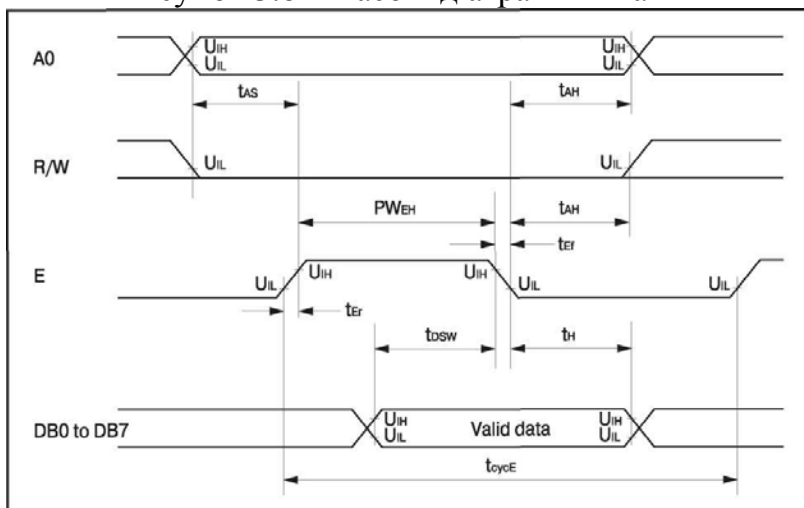 A0
UIH
UIL
UIH
UIL
tAS
tAH
R/W
UIL
UIL
PWEH
tAH
tEf
E
UIL
UIH
UIH
UIL
UIL
tEr
tDSW
tH
DB0 to DB7
UIH
UIL
Valid data
UIH
UIL
tcycE